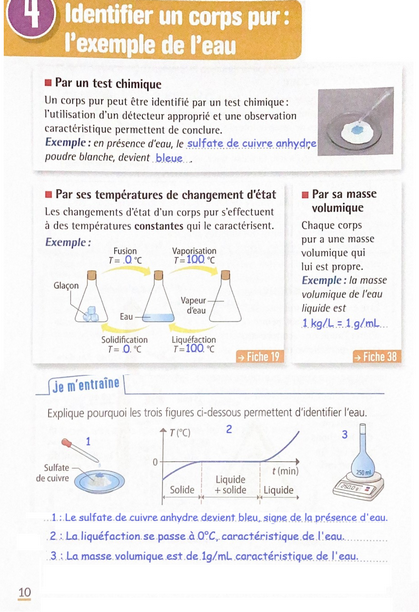 4
Identifier un corps pur :
l'exemple de l'eau
Par un test chimique
Un corps pur peut être identifié par un test chimique :
l'utilisation d'un détecteur approprié et une observation
caractéristique permettent de conclure.
Exemple : en présence d'eau, le sulfate de cuivre anhydre
poudre blanche, devient bleue .
Par ses températures de changement d'état
Les changements d'état d'un corps pur s'effectuent
à des températures constantes qui le caractérisent.
Exemple :
Fusion
T= 0 °C
Vaporisation
T= 100 °C
Glaçon
Eau
Vapeur
d'eau
Solidification
T= 0 °C
Liquéfaction
T= 100 °C
→ Fiche 19
Par sa masse
volumique
Chaque corps
pur a une masse
volumique qui
lui est propre.
Exemple : la masse
volumique de l'eau
liquide est
1 kg/L = 1 g/mL
→ Fiche 38
Je m'entraîne
Explique pourquoi les trois figures ci-dessous permettent d'identifier l'eau.
1
Sulfate
de cuivre
2
T (°C)
0
t (min)
Solide
Liquide
+ solide
Liquide
3
250 ml
1 : Le sulfate de cuivre anhydre devient bleu, signe de la présence d'eau.
2 : La liquéfaction se passe à 0°C, caractéristique de l'eau.
3 : La masse volumique est de 1g/mL caractéristique de l'eau.
10